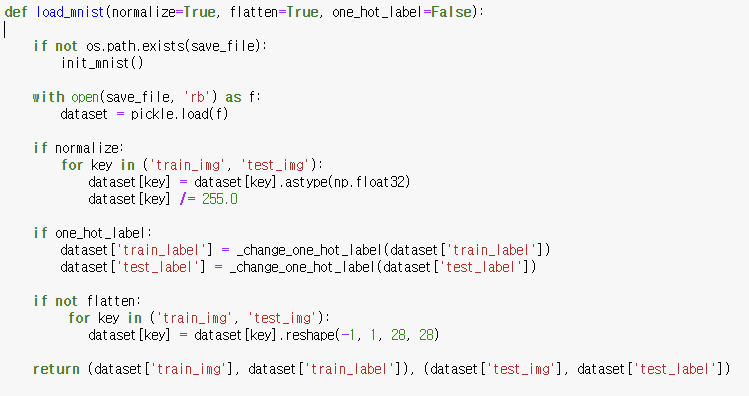 def load_mnist(normalize=True, flatten=True, one_hot_label=False):
    if not os.path.exists(save_file):
        init_mnist()
    with open(save_file, 'rb') as f:
        dataset = pickle.load(f)
    if normalize:
        for key in ('train_img', 'test_img'):
            dataset[key] = dataset[key].astype(np.float32)
            dataset[key] /= 255.0
    if one_hot_label:
        dataset['train_label'] = _change_one_hot_label(dataset['train_label'])
        dataset['test_label'] = _change_one_hot_label(dataset['test_label'])
    if not flatten:
         for key in ('train_img', 'test_img'):
            dataset[key] = dataset[key].reshape(-1, 1, 28, 28)
    return (dataset['train_img'], dataset['train_label']), (dataset['test_img'], dataset['test_label'])